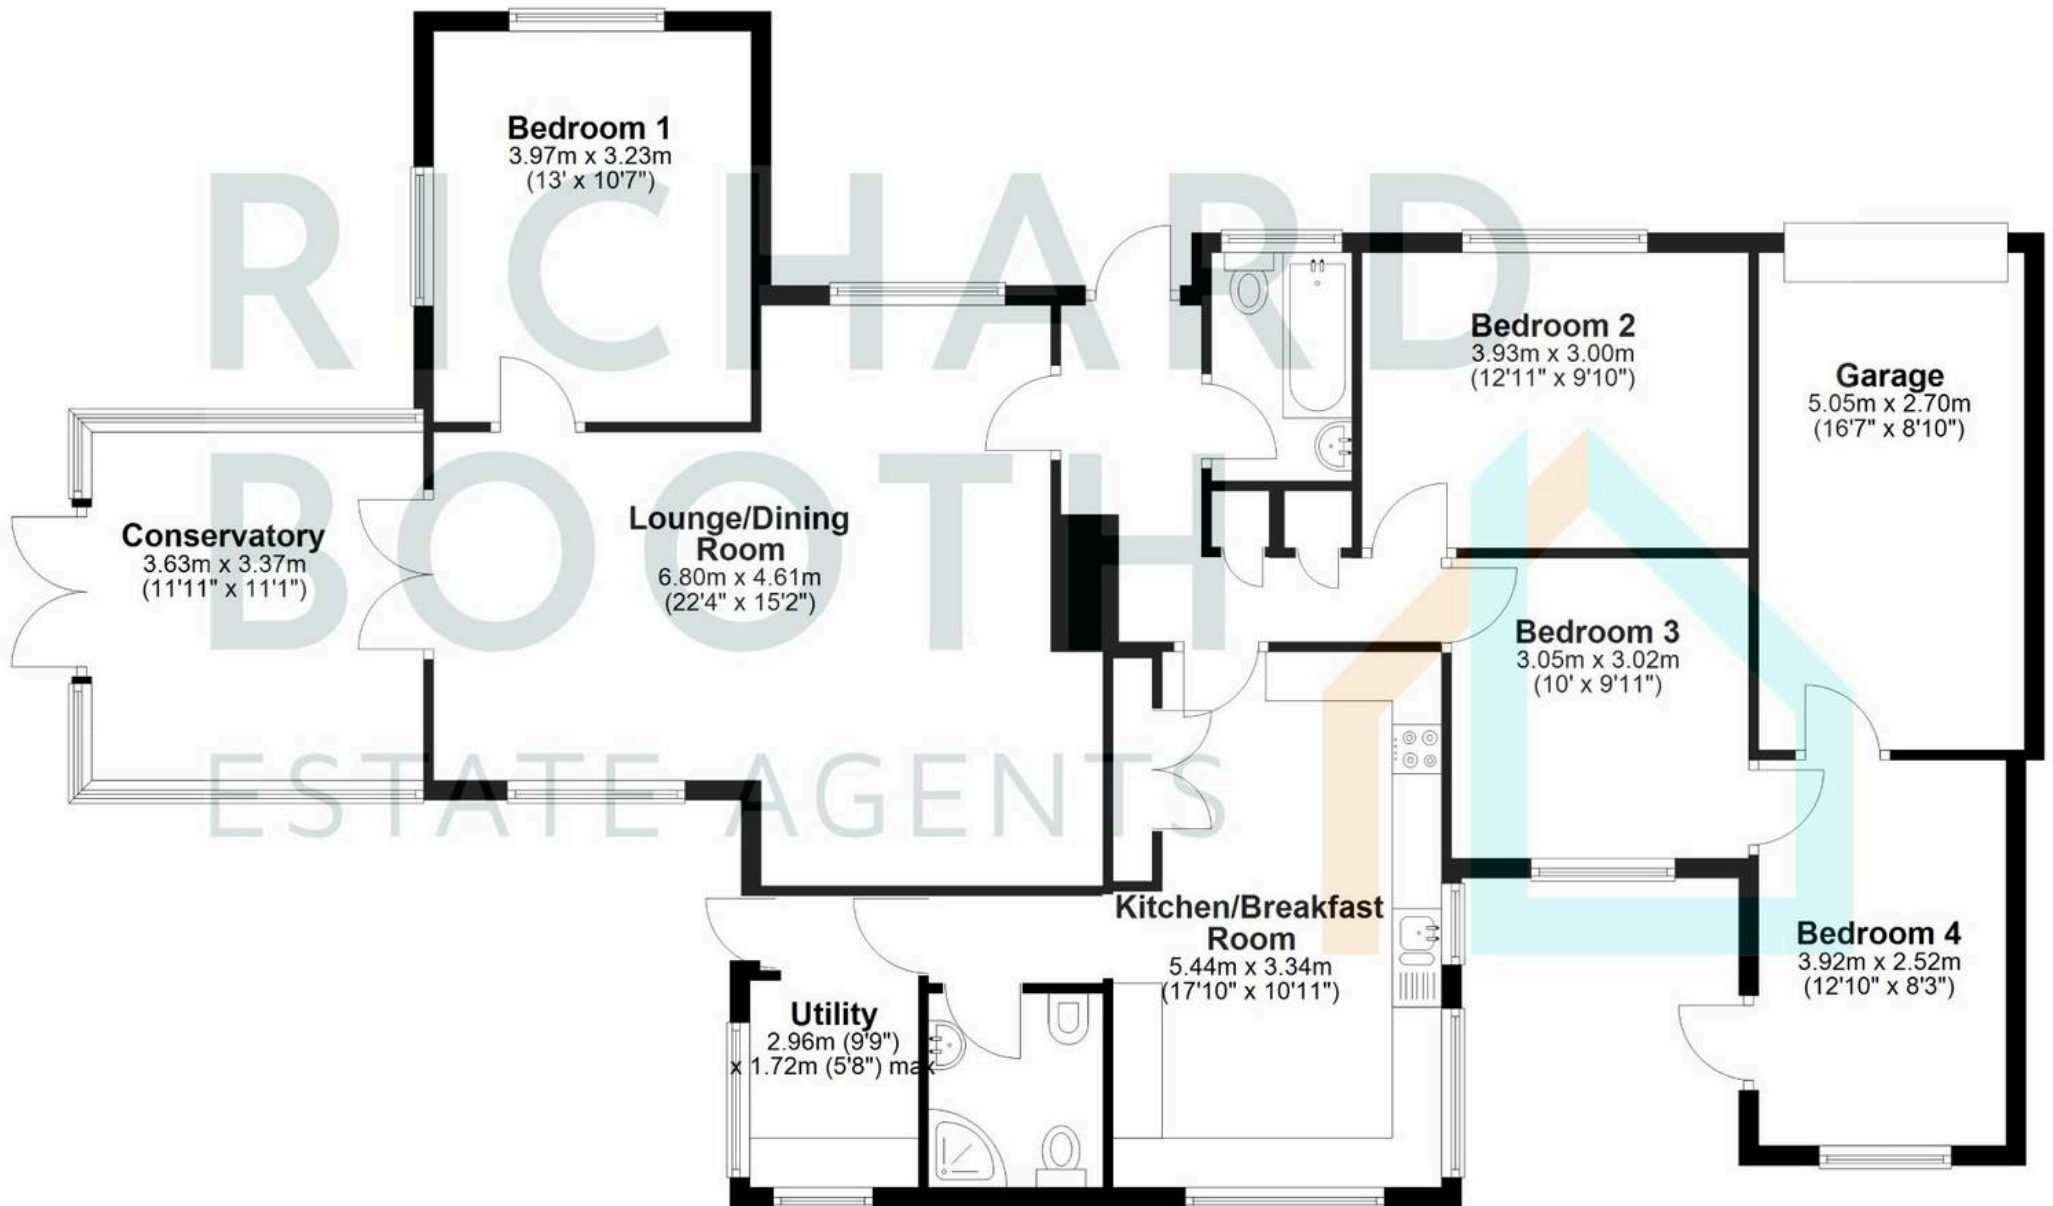 Bedroom 1
3.97m x 3.23m
(13' x 10'7")
RICHARD
BOOTH
ESTATE AGENTS
Bedroom 2
3.93m x 3.00m
(12'11" x 9'10")
Garage
5.05m x 2.70m
(16'7" x 8'10")
Conservatory
3.63m x 3.37m
(11'11" x 11'1")
Lounge/Dining
Room
6.80m x 4.61m
(22'4" x 15'2")
Bedroom 3
3.05m x 3.02m
(10' x 9'11")
Kitchen/Breakfast
Room
5.44m x 3.34m
(17'10" x 10'11")
Bedroom 4
3.92m x 2.52m
(12'10" x 8'3")
Utility
2.96m (9'9")
x 1.72m (5'8") max